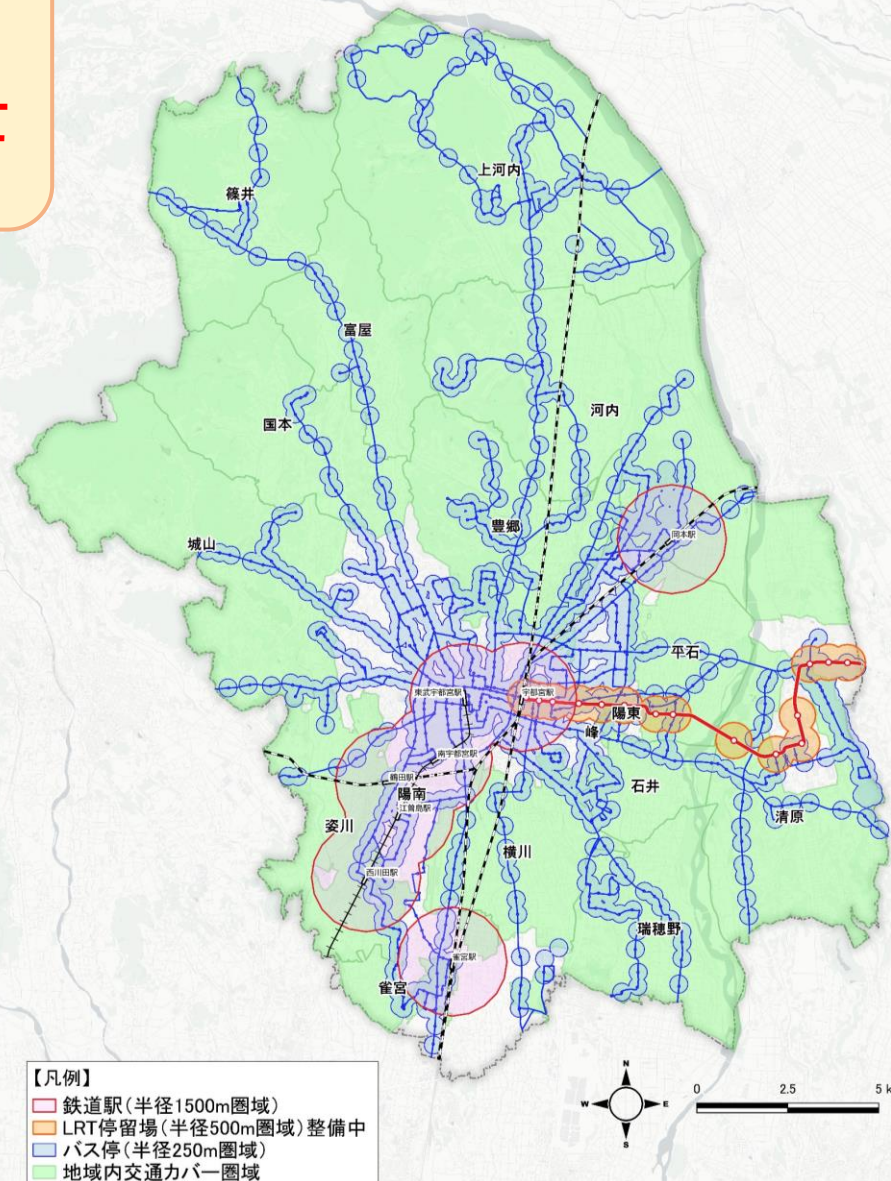 上河内
篠井
富屋
国本
河内
豊郷
城山
岡本駅
平石
東武宇都宮駅
宇都宮駅
陽東
峰
南宇都宮駅
鶴田駅
陽南
江曽島駅
石井
清原
姿川
横川
西川田駅
瑞穂野
雀宮駅
雀宮
【凡例】
鉄道駅(半径1500m圏域)
LRT停留場(半径500m圏域)整備中
バス停(半径250m圏域)
地域内交通カバー圏域
N
W E
S
0 2.5 5 k